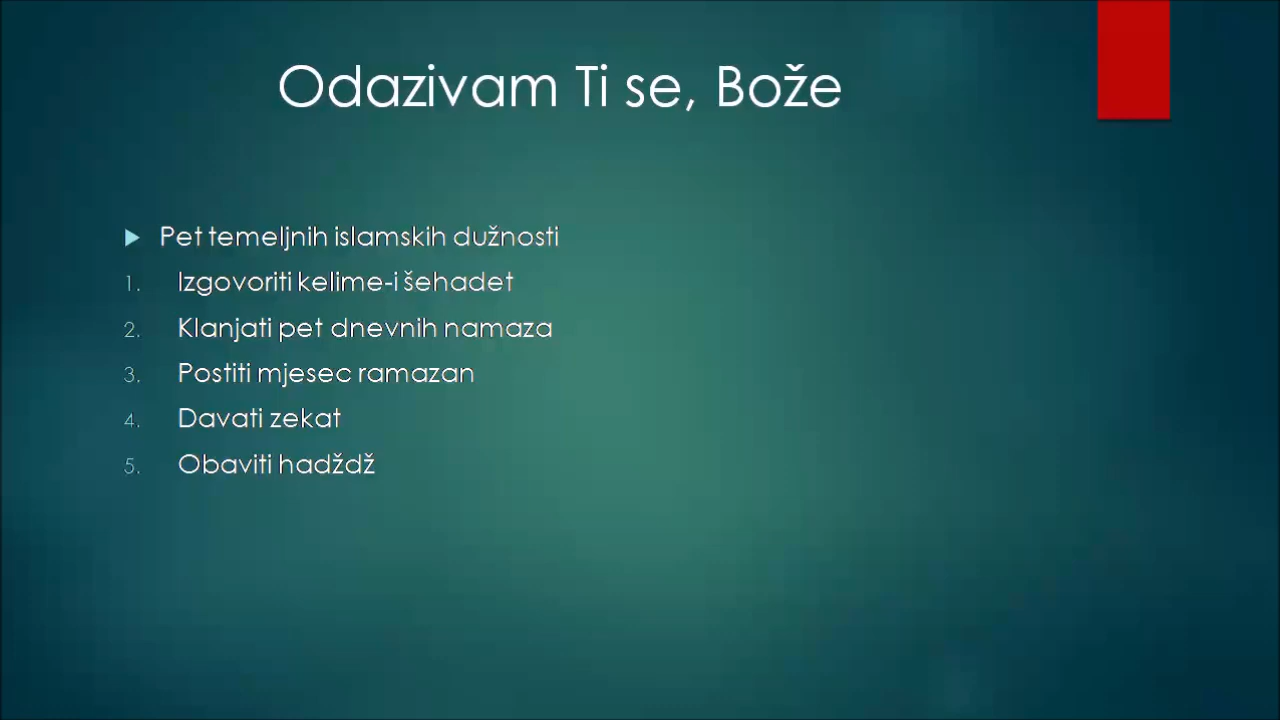 Odazivam Ti se, Bože
Pet temeljnih islamskih dužnosti
1. Izgovoriti kelime-i šehadet
2. Klanjati pet dnevnih namaza
3. Postiti mjesec ramazan
4. Davati zekat
5. Obaviti hadždž